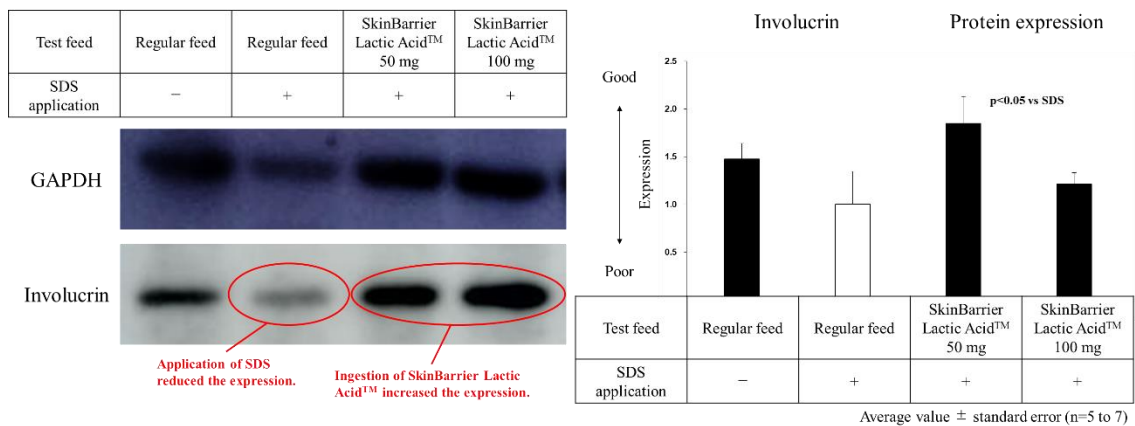 Test feed
Regular feed
Regular feed
SkinBarrier
Lactic Acid™
50 mg
SkinBarrier
Lactic Acid™
100 mg
SDS
application
−
+
+
+
GAPDH
Involucrin
Application of SDS
reduced the expression.
Ingestion of SkinBarrier Lactic
Acid™ increased the expression.
Involucrin
Protein expression
Good
Expression
Poor
2.5
2.0
1.5
1.0
0.5
p<0.05 vs SDS
Test feed
Regular feed
Regular feed
SkinBarrier
Lactic Acid™
50 mg
SkinBarrier
Lactic Acid™
100 mg
SDS
application
−
+
+
+
Average value ± standard error (n=5 to 7)